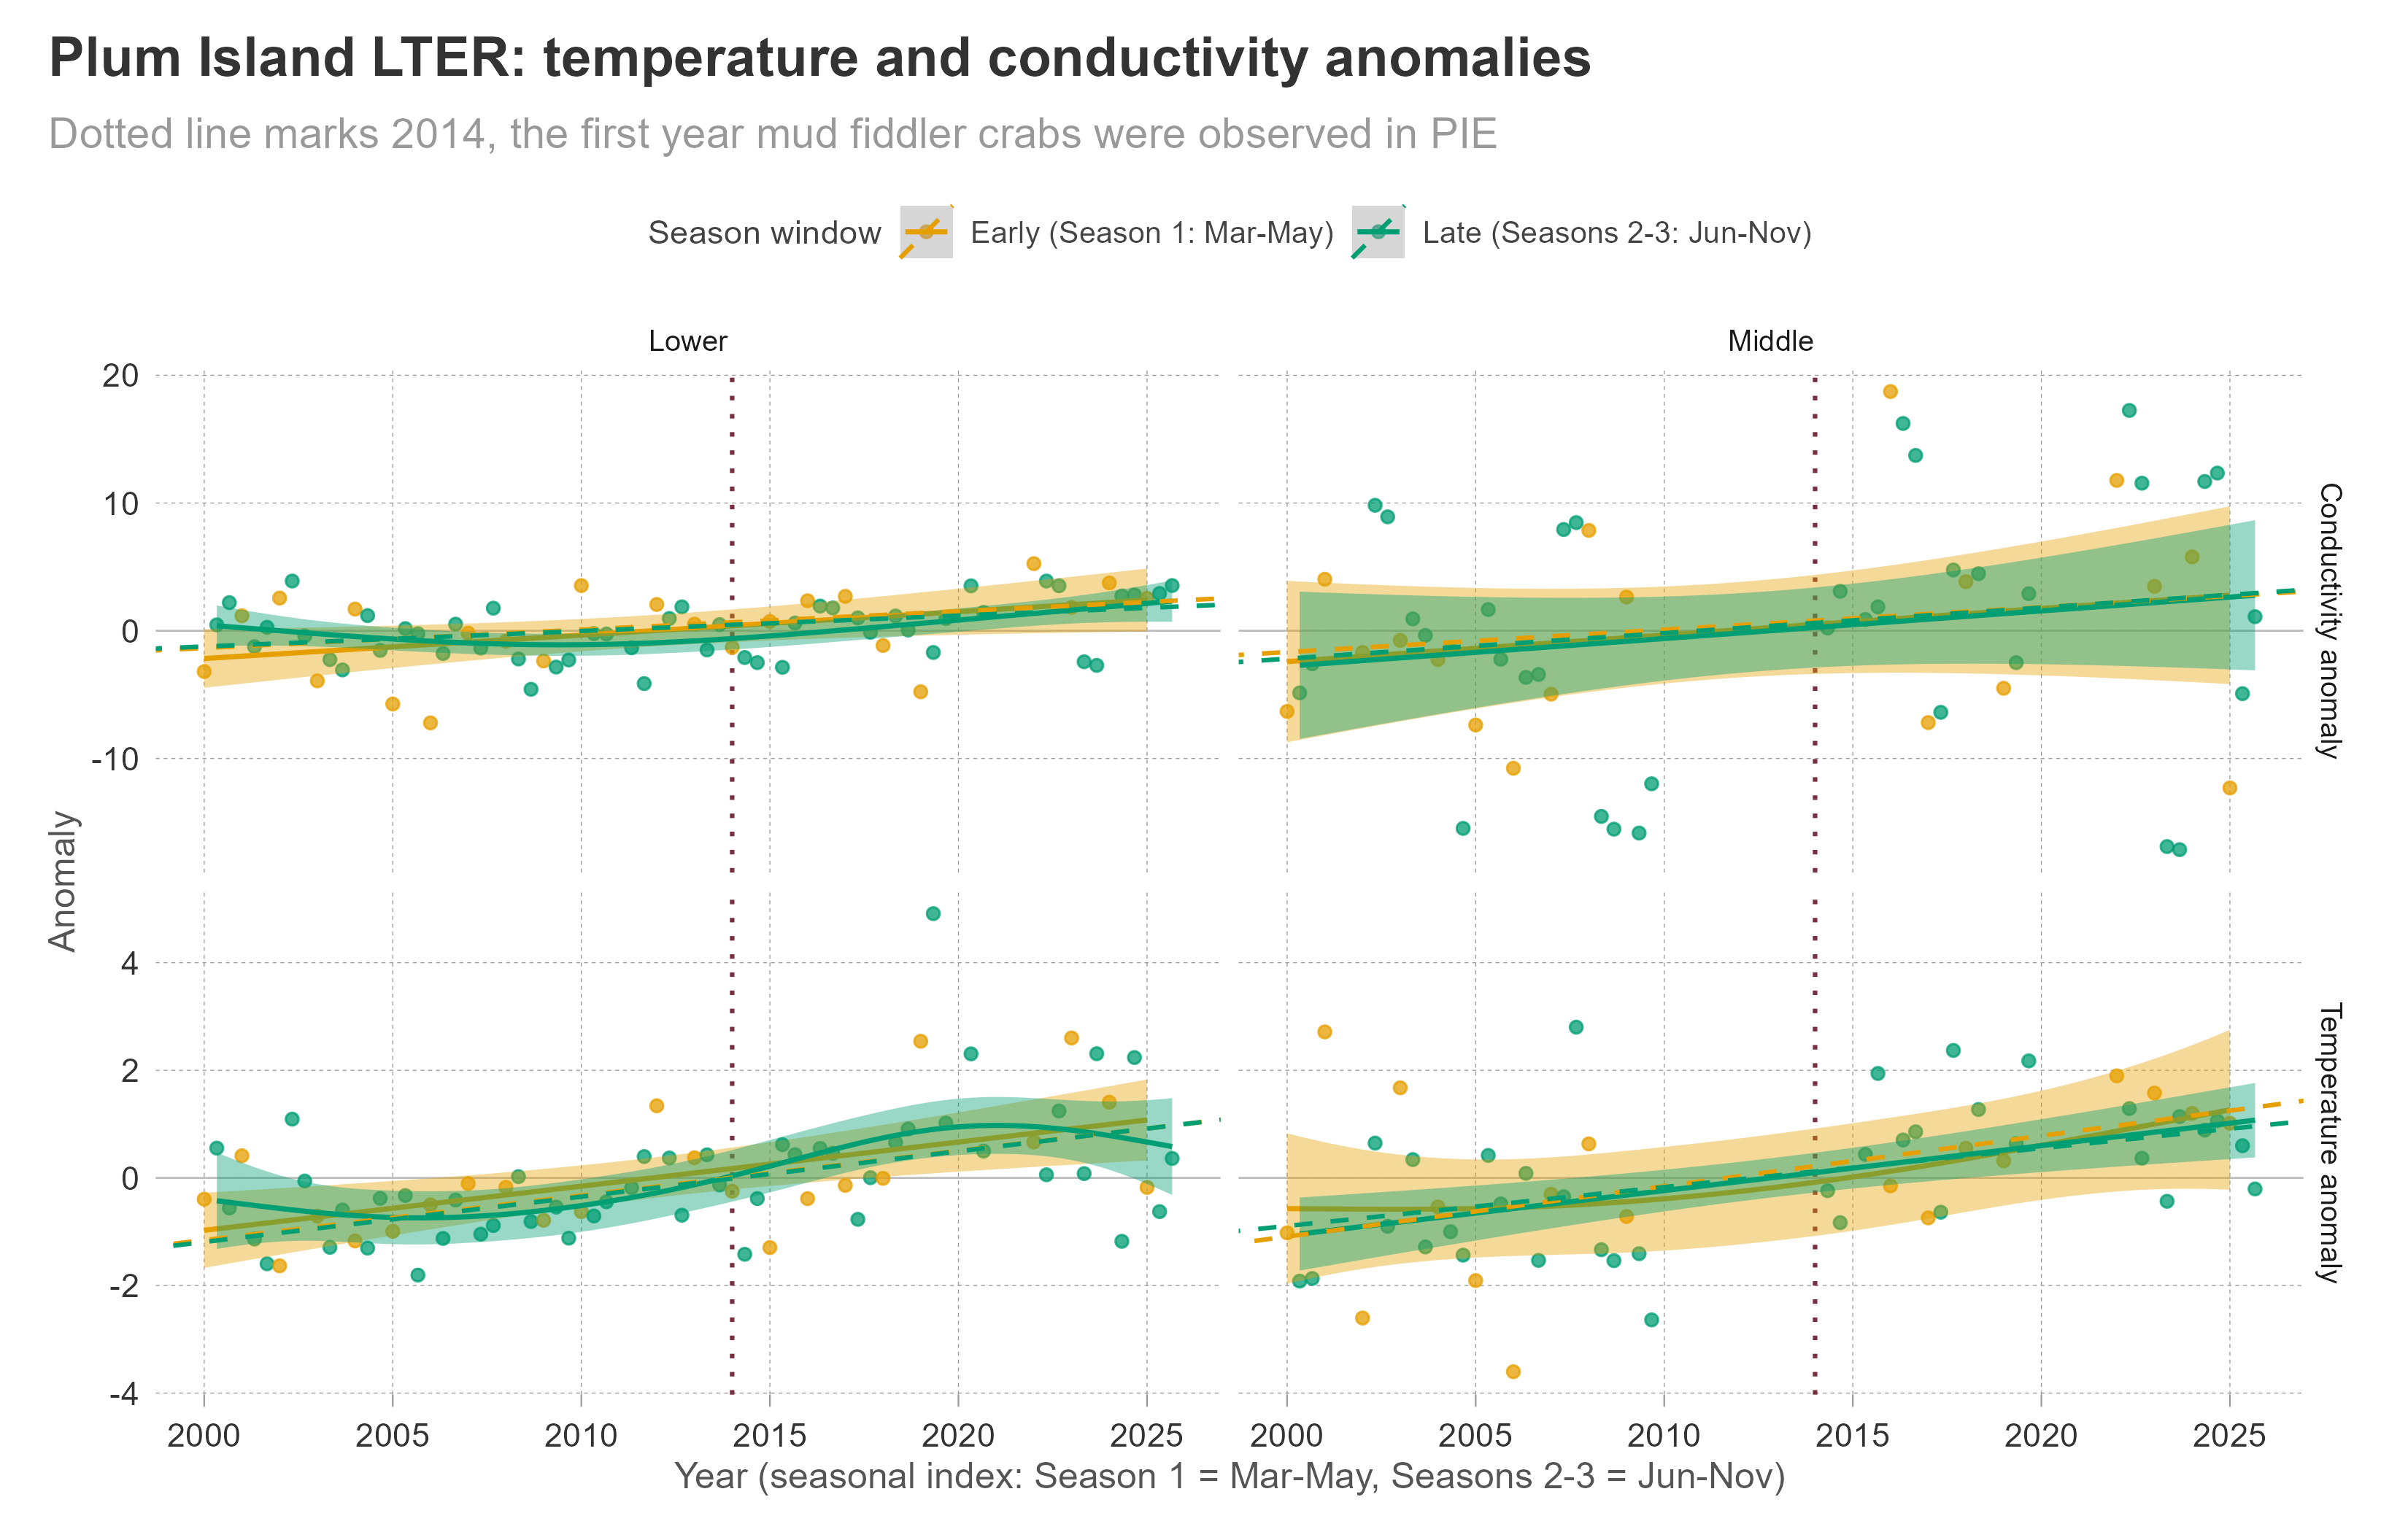 Plum Island LTER: temperature and conductivity anomalies
Dotted line marks 2014, the first year mud fiddler crabs were observed in PIE
Season window Early (Season 1: Mar-May) Late (Seasons 2-3: Jun-Nov)
Lower Middle
20
10
0
-10
Conductivity anomaly
Anomaly
4
2
0
-2
-4
Temperature anomaly
2000 2005 2010 2015 2020 2025 2000 2005 2010 2015 2020 2025
Year (seasonal index: Season 1 = Mar-May, Seasons 2-3 = Jun-Nov)